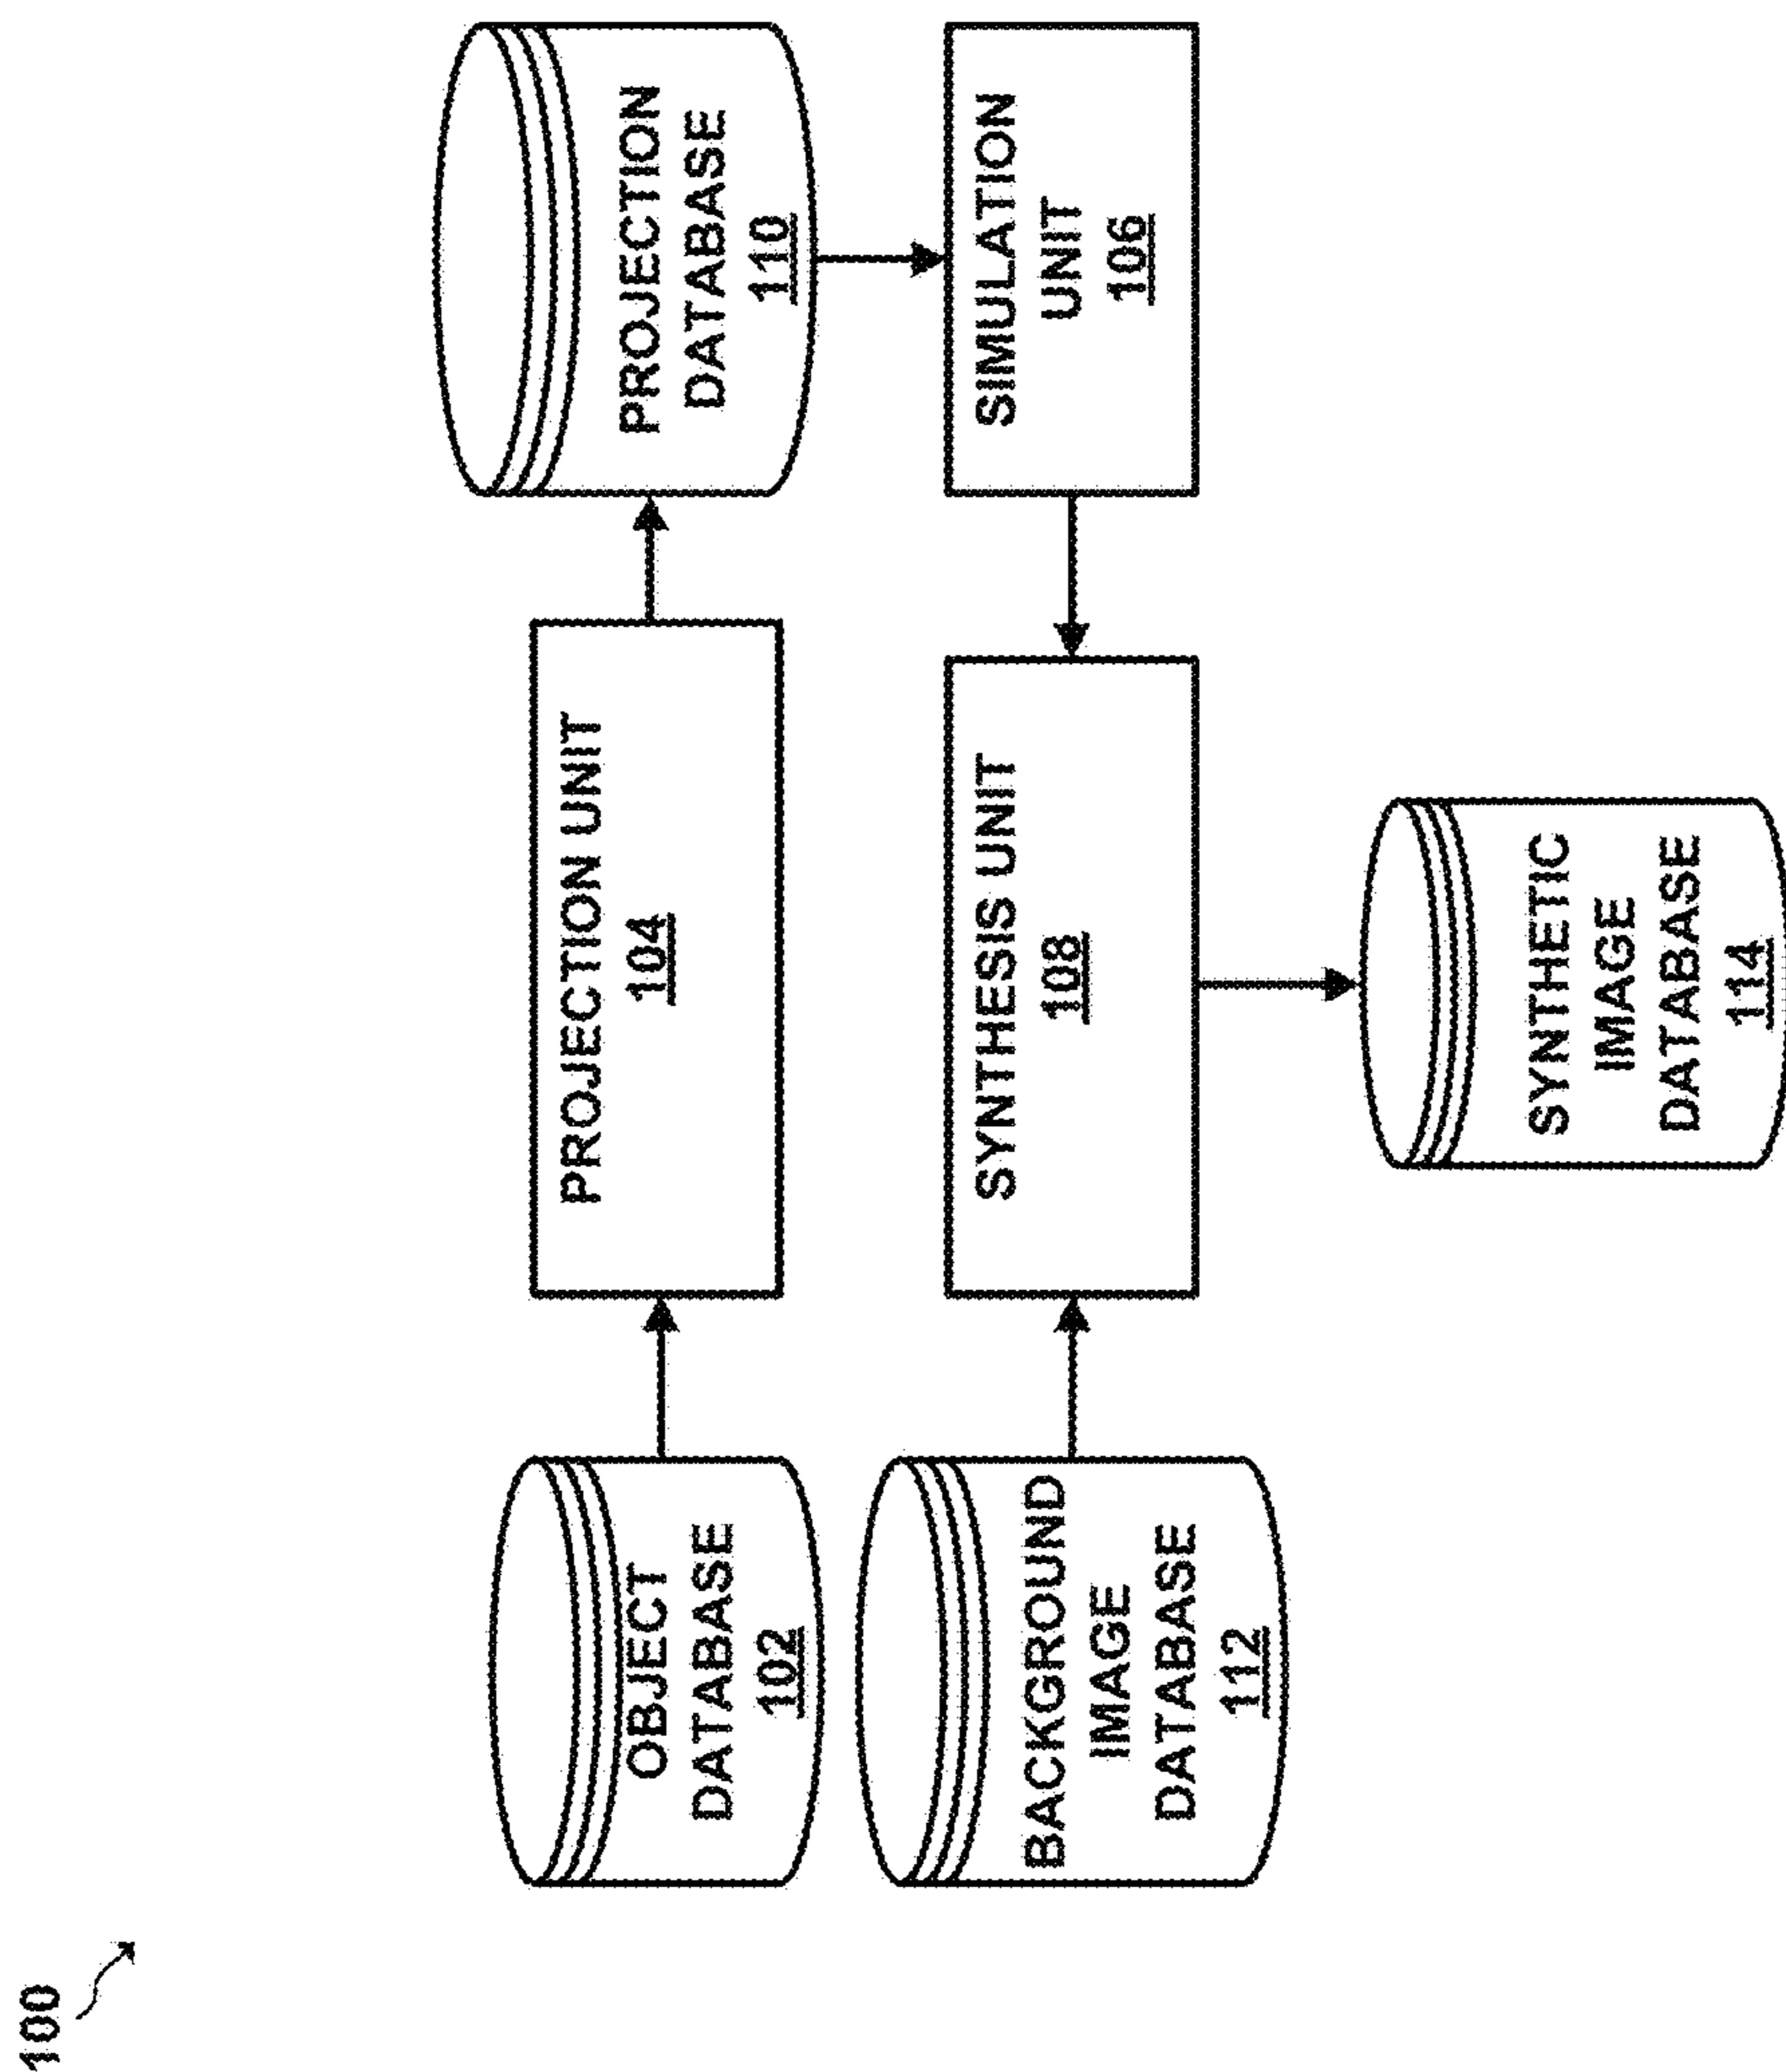 100
OBJECT
DATABASE
102
PROJECTION UNIT
104
PROJECTION
DATABASE
110
BACKGROUND
IMAGE
DATABASE
112
SYNTHESIS UNIT
108
SIMULATION
UNIT
106
SYNTHETIC
IMAGE
DATABASE
114